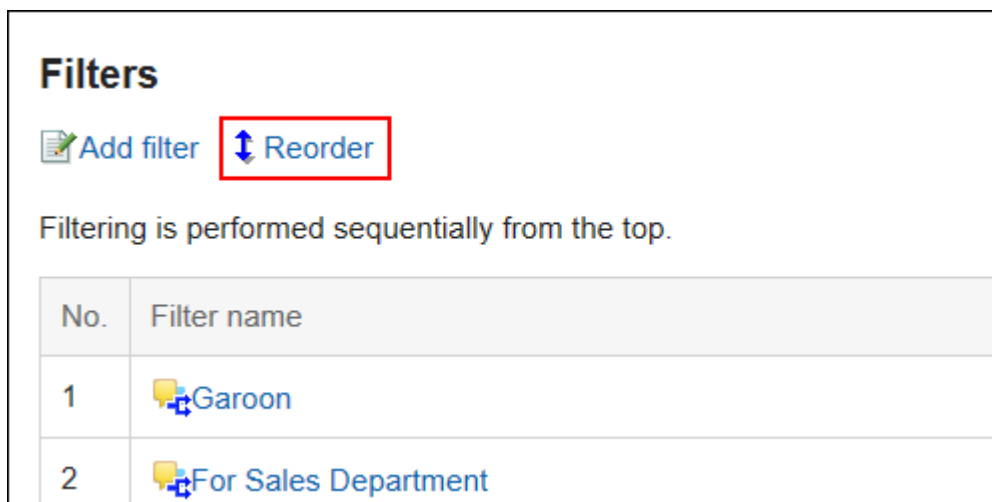 Filters
Add filter Reorder
Filtering is performed sequentially from the top.
No. Filter name
1 Garoon
2 For Sales Department